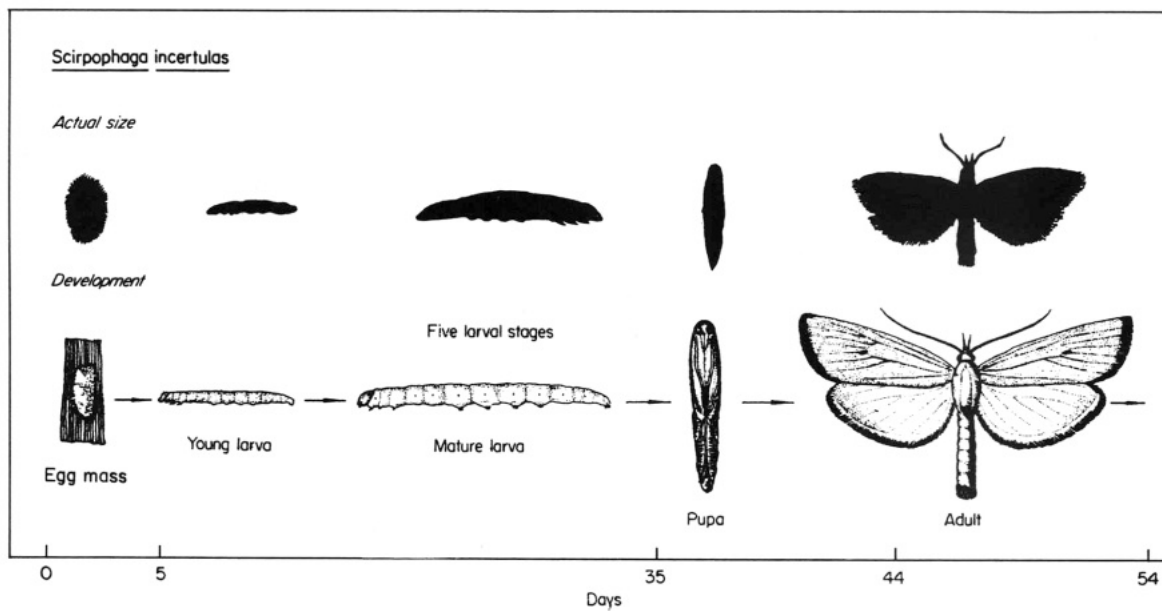 Scirpophaga incertulas
Actual size
Development
Five larval stages
Young larva
Mature larva
Egg mass
Pupa
Adult
0 5 35 44 54
Days